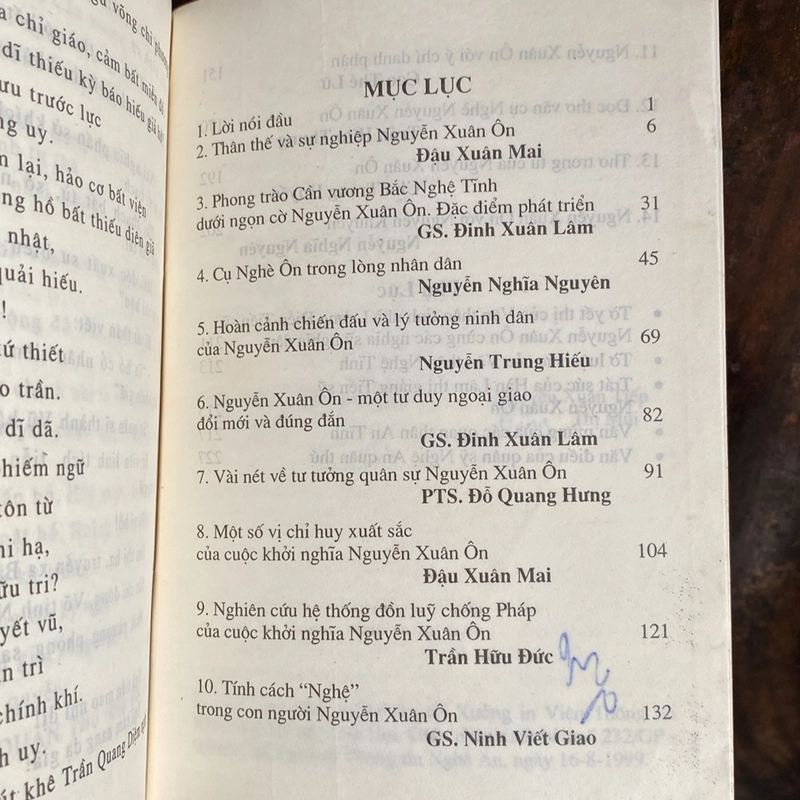 a chỉ giáo, cảm bất miễn
dĩ thiếu kỳ báo hiếu
ưu trước lực
ng uy.
n lại, hảo cơ bất viện
ng hồ bất thiếu diên
nhật,
quải hiếu.
!
tứ thiết
o trần.
dĩ dã.
hiếm ngữ
tôn từ
hi hạ,
ữu tri?
yết vũ,
n trì
chính khí.
h uy.
át khê Trần Quang Diệm
MỤC LỤC
1. Lời nói đầu 1
2. Thân thế và sự nghiệp Nguyễn Xuân Ôn 6
Đậu Xuân Mai
3. Phong trào Cần vương Bắc Nghệ Tĩnh
dưới ngọn cờ Nguyễn Xuân Ôn. Đặc điểm phát triển 31
GS. Đinh Xuân Lâm
4. Cụ Nghè Ôn trong lòng nhân dân 45
Nguyễn Nghĩa Nguyên
5. Hoàn cảnh chiến đấu và lý tưởng ninh dân
của Nguyễn Xuân Ôn 69
Nguyễn Trung Hiếu
6. Nguyễn Xuân Ôn - một tư duy ngoại giao
đổi mới và đúng đắn 82
GS. Đinh Xuân Lâm
7. Vài nét về tư tưởng quân sự Nguyễn Xuân Ôn 91
PTS. Đỗ Quang Hưng
8. Một số vị chỉ huy xuất sắc
của cuộc khởi nghĩa Nguyễn Xuân Ôn 104
Đậu Xuân Mai
9. Nghiên cứu hệ thống đồn luỹ chống Pháp
của cuộc khởi nghĩa Nguyễn Xuân Ôn 121
Trần Hữu Đức
10. Tính cách “Nghệ”
trong con người Nguyễn Xuân Ôn 132
GS. Ninh Viết Giao